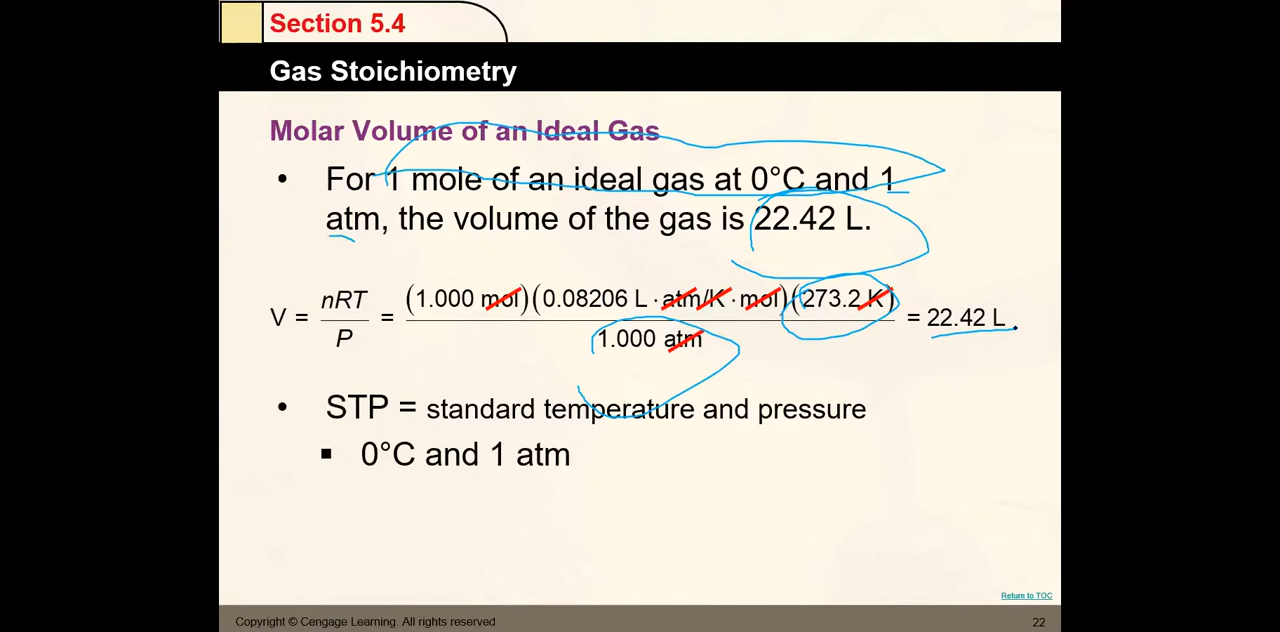 Section 5.4
Gas Stoichiometry
Molar Volume of an Ideal Gas
• For 1 mole of an ideal gas at 0°C and 1
atm, the volume of the gas is 22.42 L.
V = nRT / P = (1.000 mol)(0.08206 L · atm/K · mol)(273.2 K) / 1.000 atm = 22.42 L
• STP = standard temperature and pressure
▪ 0°C and 1 atm
Return to TOC
Copyright © Cengage Learning. All rights reserved
22